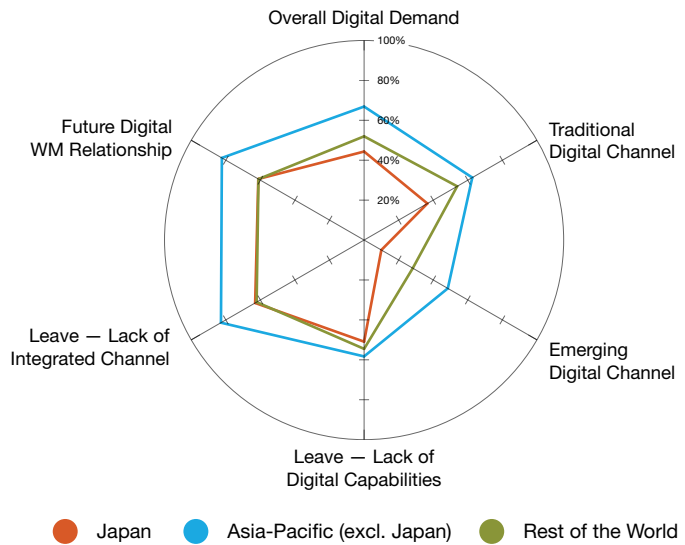 Overall Digital Demand
100%
80%
60%
40%
20%
Future Digital
WM Relationship
Traditional
Digital Channel
Leave — Lack of
Integrated Channel
Emerging
Digital Channel
Leave — Lack of
Digital Capabilities
Japan
Asia-Pacific (excl. Japan)
Rest of the World